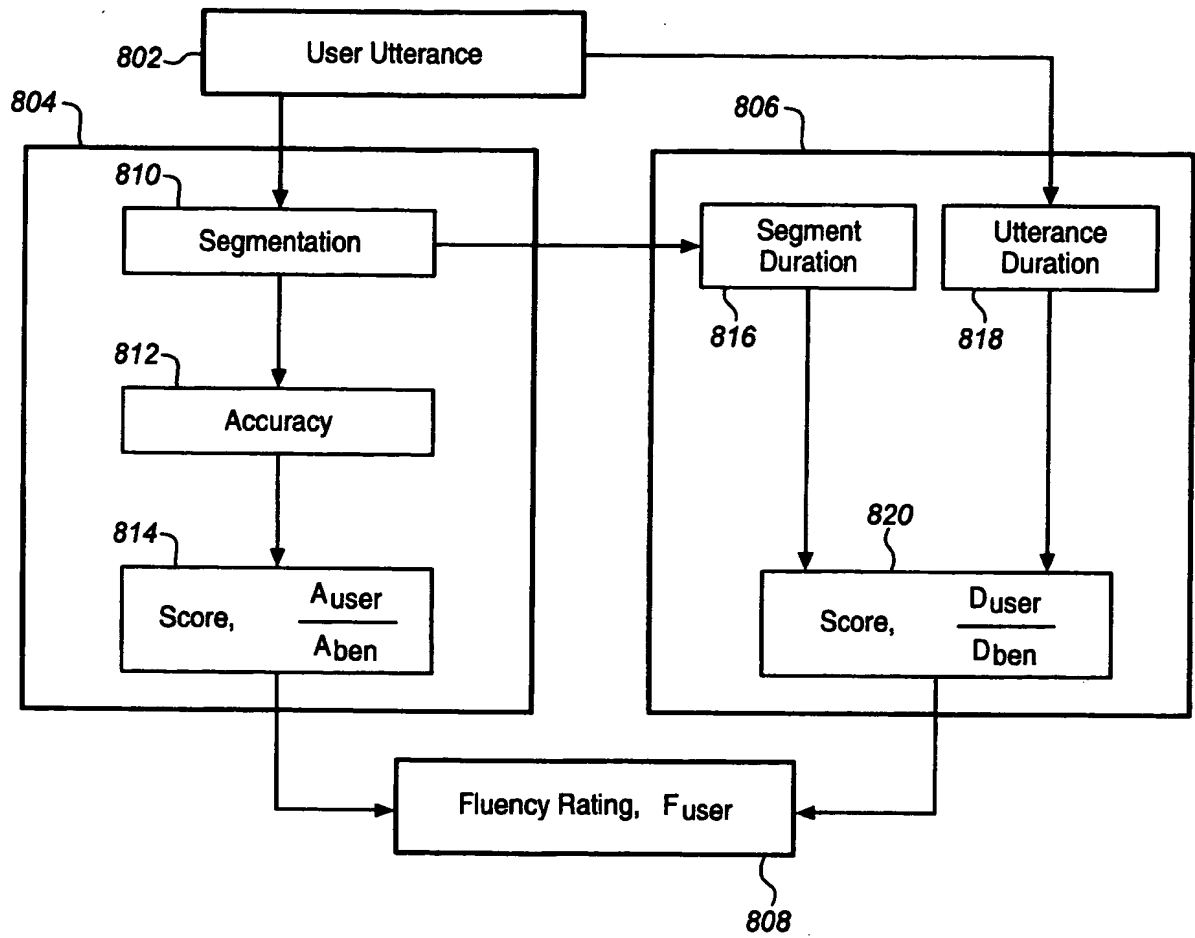 802
User Utterance
804
806
810
Segmentation
Segment
Duration
816
Utterance
Duration
818
812
Accuracy
814
Score, Auser
Aben
820
Score, Duser
Dben
Fluency Rating, Fuser
808